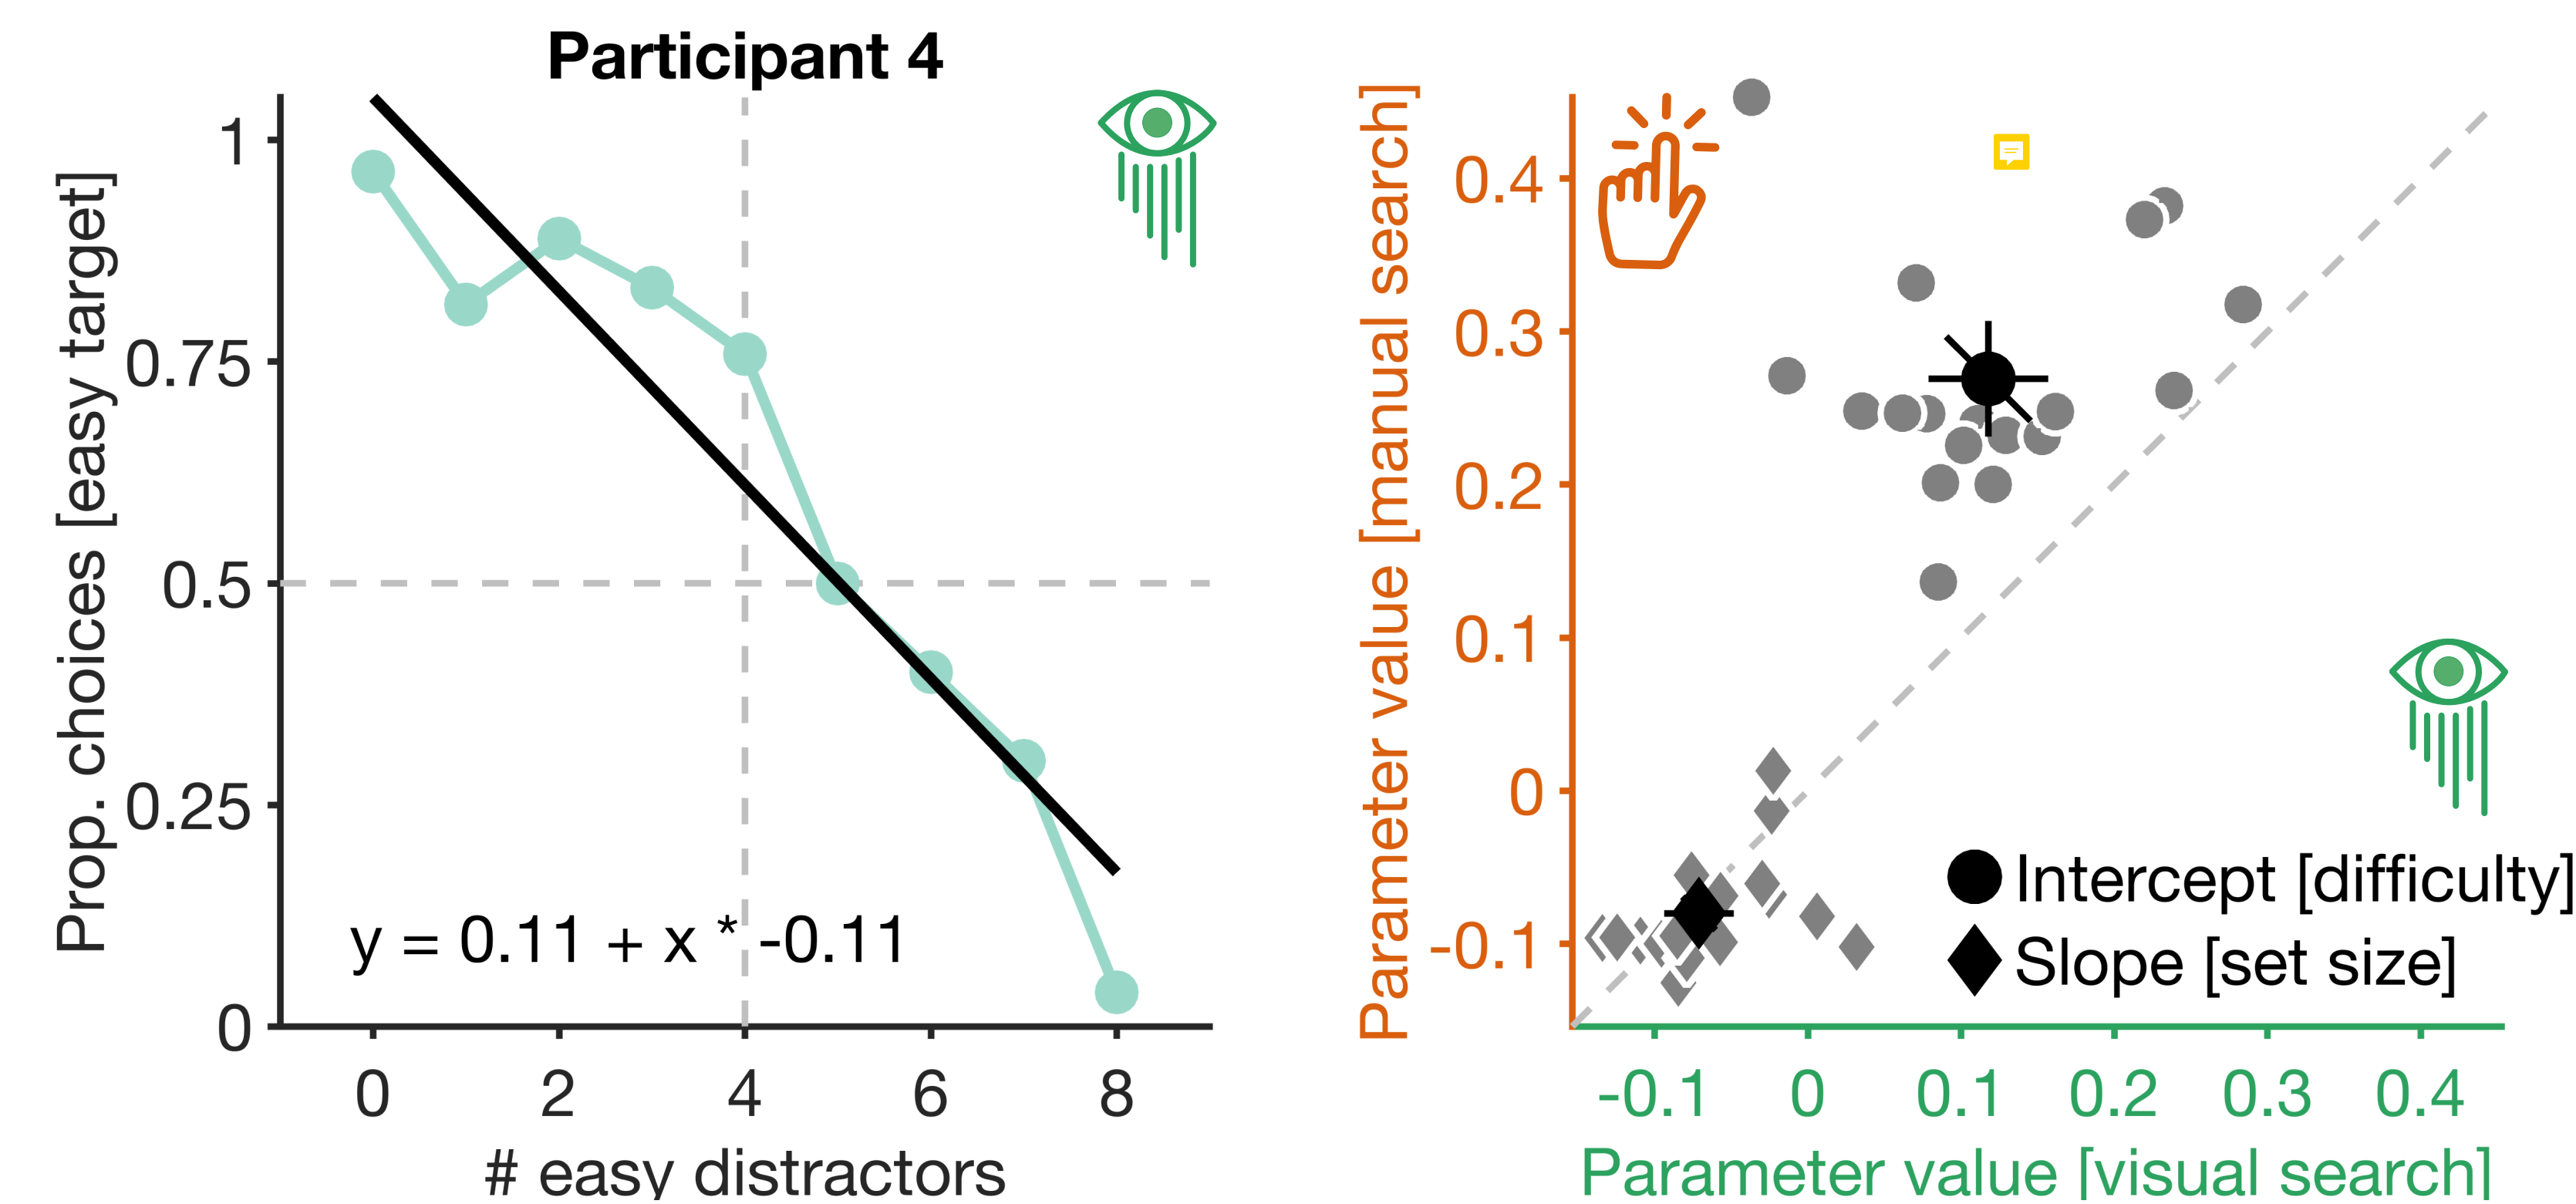 Participant 4
Prop. choices [easy target]
1
0.75
0.5
0.25
0
y = 0.11 + x * -0.11
0 2 4 6 8
# easy distractors
Parameter value [manual search]
0.4
0.3
0.2
0.1
0
-0.1
Intercept [difficulty]
Slope [set size]
-0.1 0 0.1 0.2 0.3 0.4
Parameter value [visual search]